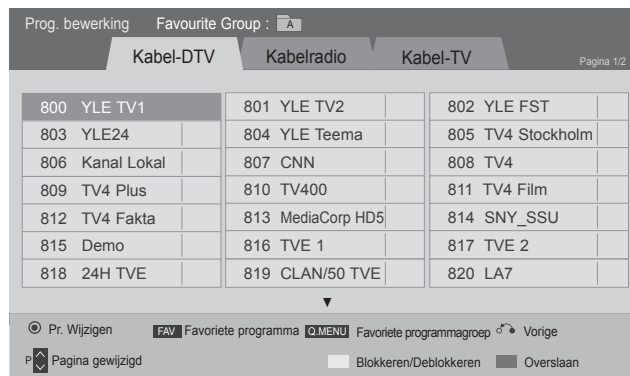 Prog. bewerking Favourite Group : A
Kabel-DTV Kabelradio Kabel-TV Pagina 1/2
800 YLE TV1 801 YLE TV2 802 YLE FST
803 YLE24 804 YLE Teema 805 TV4 Stockholm
806 Kanal Lokal 807 CNN 808 TV4
809 TV4 Plus 810 TV400 811 TV4 Film
812 TV4 Fakta 813 MediaCorp HD5 814 SNY_SSU
815 Demo 816 TVE 1 817 TVE 2
818 24H TVE 819 CLAN/50 TVE 820 LA7
▼
Pr. Wijzigen FAV Favoriete programma Q.MENU Favoriete programmagroep Vorige
P Pagina gewijzigd Blokkeren/Deblokkeren Overslaan